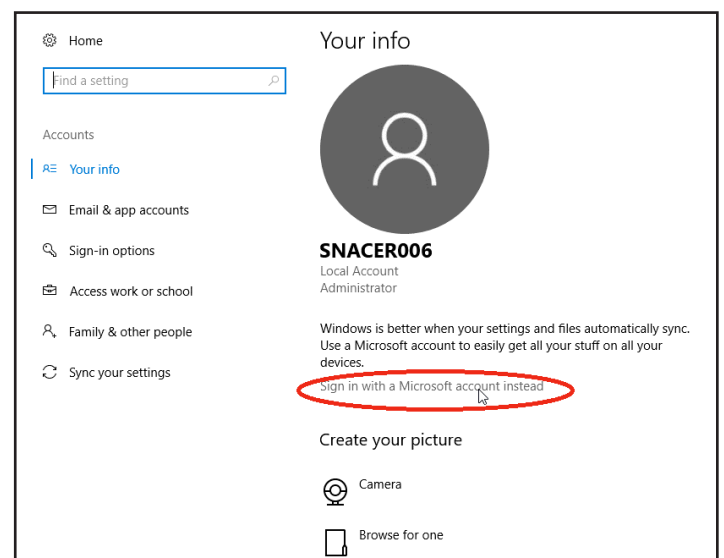 Home
Find a setting
Accounts
Your info
Email & app accounts
Sign-in options
Access work or school
Family & other people
Sync your settings
Your info
SNACER006
Local Account
Administrator
Windows is better when your settings and files automatically sync.
Use a Microsoft account to easily get all your stuff on all your
devices.
Sign in with a Microsoft account instead
Create your picture
Camera
Browse for one